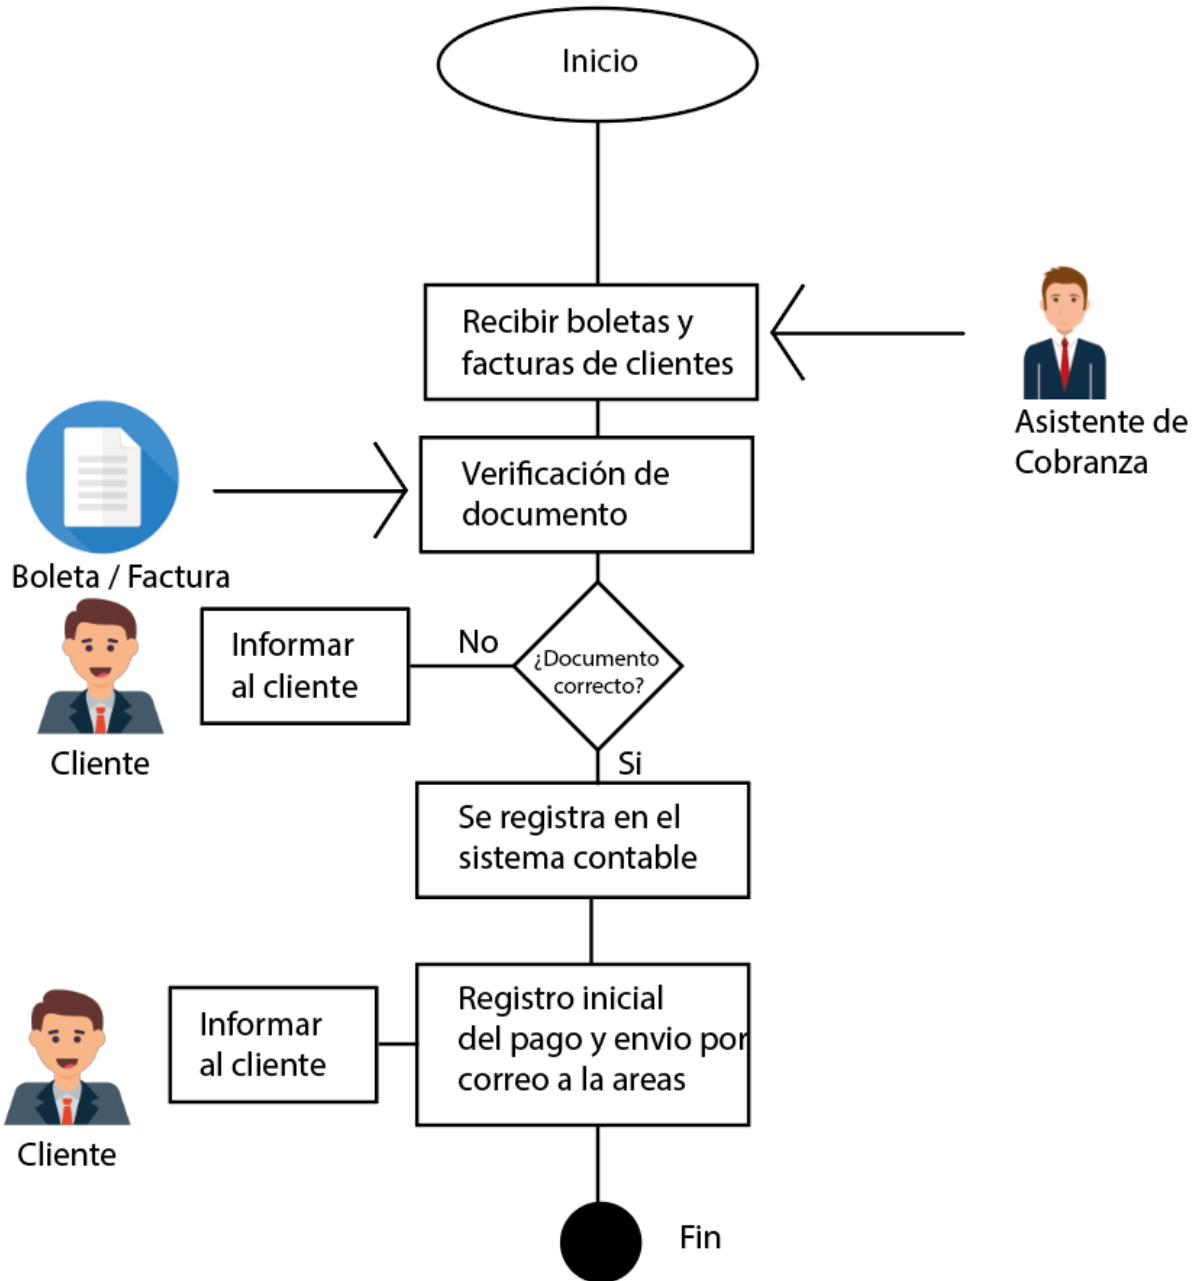 Inicio
Recibir boletas y
facturas de clientes
Asistente de
Cobranza
Verificación de
documento
Boleta / Factura
Informar
al cliente
No
¿Documento
correcto?
Cliente
Si
Se registra en el
sistema contable
Registro inicial
del pago y envio por
correo a la areas
Informar
al cliente
Cliente
Fin